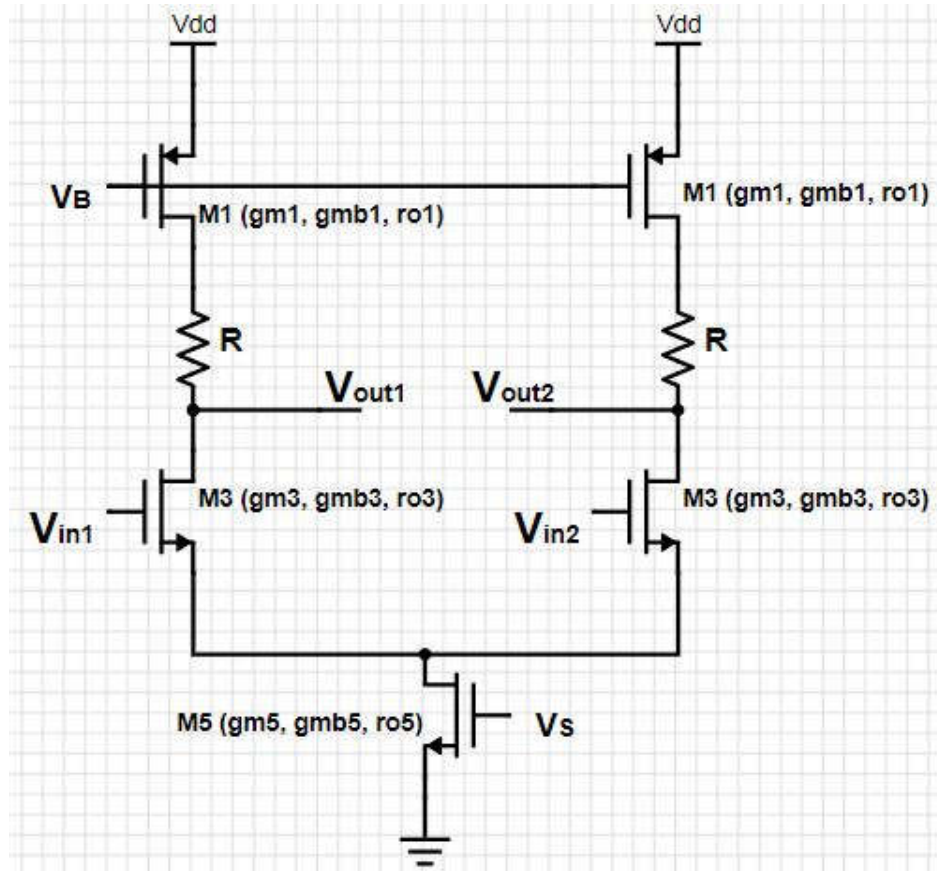 Vdd
Vdd
VB
M1 (gm1, gmb1, ro1)
M1 (gm1, gmb1, ro1)
R
R
Vout1
Vout2
M3 (gm3, gmb3, ro3)
M3 (gm3, gmb3, ro3)
Vin1
Vin2
M5 (gm5, gmb5, ro5)
Vs